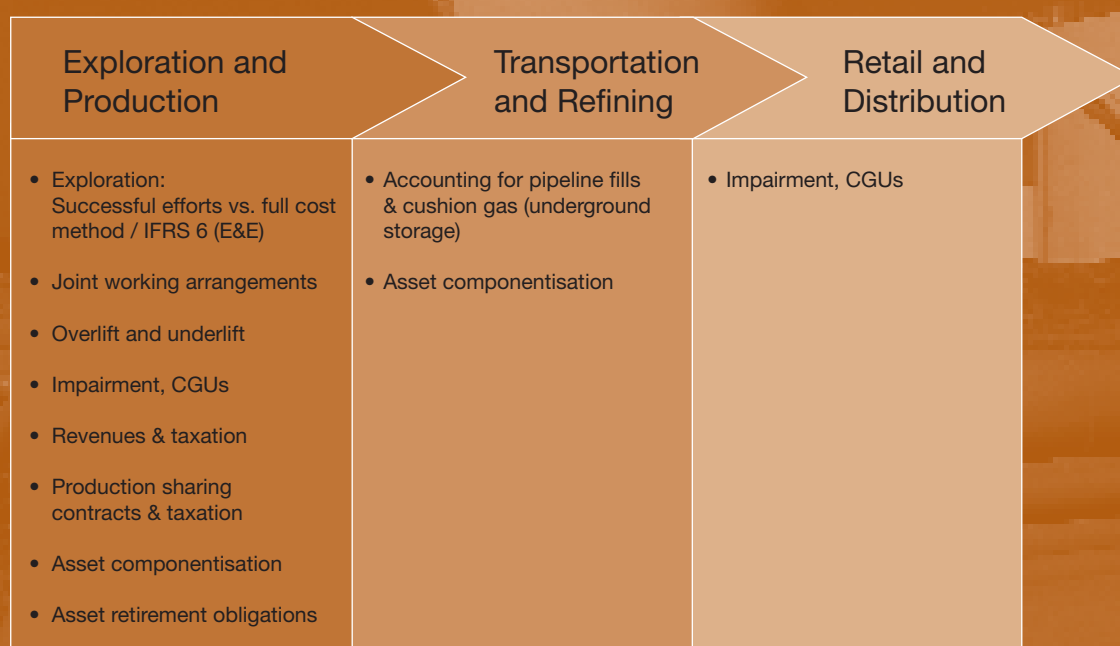 Exploration and
Production
Transportation
and Refining
Retail and
Distribution
• Exploration:
Successful efforts vs. full cost
method / IFRS 6 (E&E)
• Joint working arrangements
• Overlift and underlift
• Impairment, CGUs
• Revenues & taxation
• Production sharing
contracts & taxation
• Asset componentisation
• Asset retirement obligations
• Accounting for pipeline fills
& cushion gas (underground
storage)
• Asset componentisation
• Impairment, CGUs